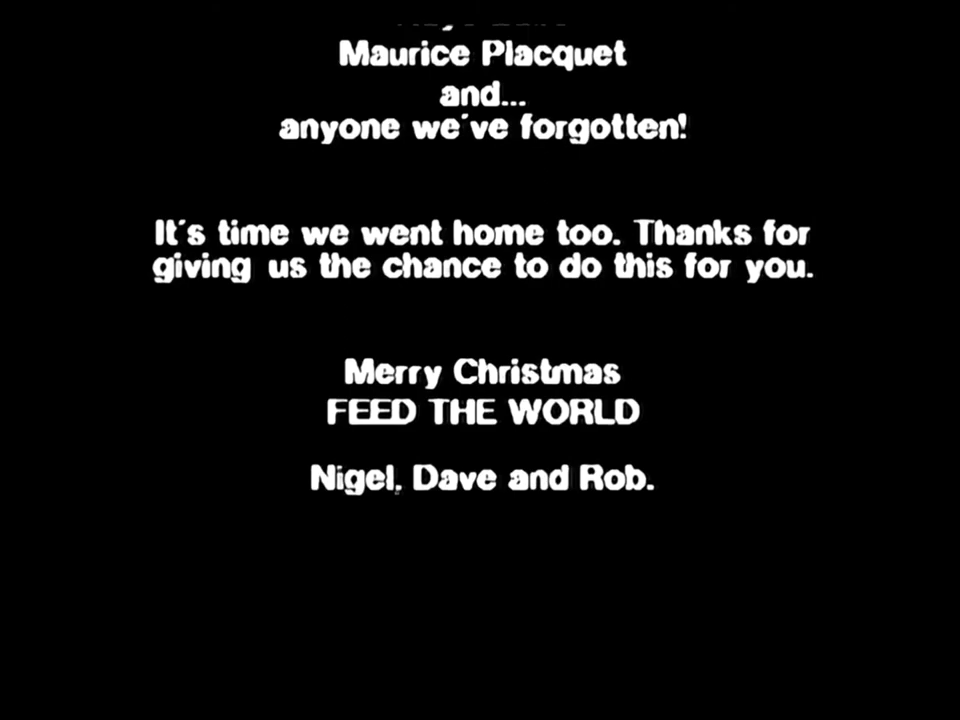 Maurice Placquet
and...
anyone we've forgotten!
It's time we went home too. Thanks for
giving us the chance to do this for you.
Merry Christmas
FEED THE WORLD
Nigel, Dave and Rob.